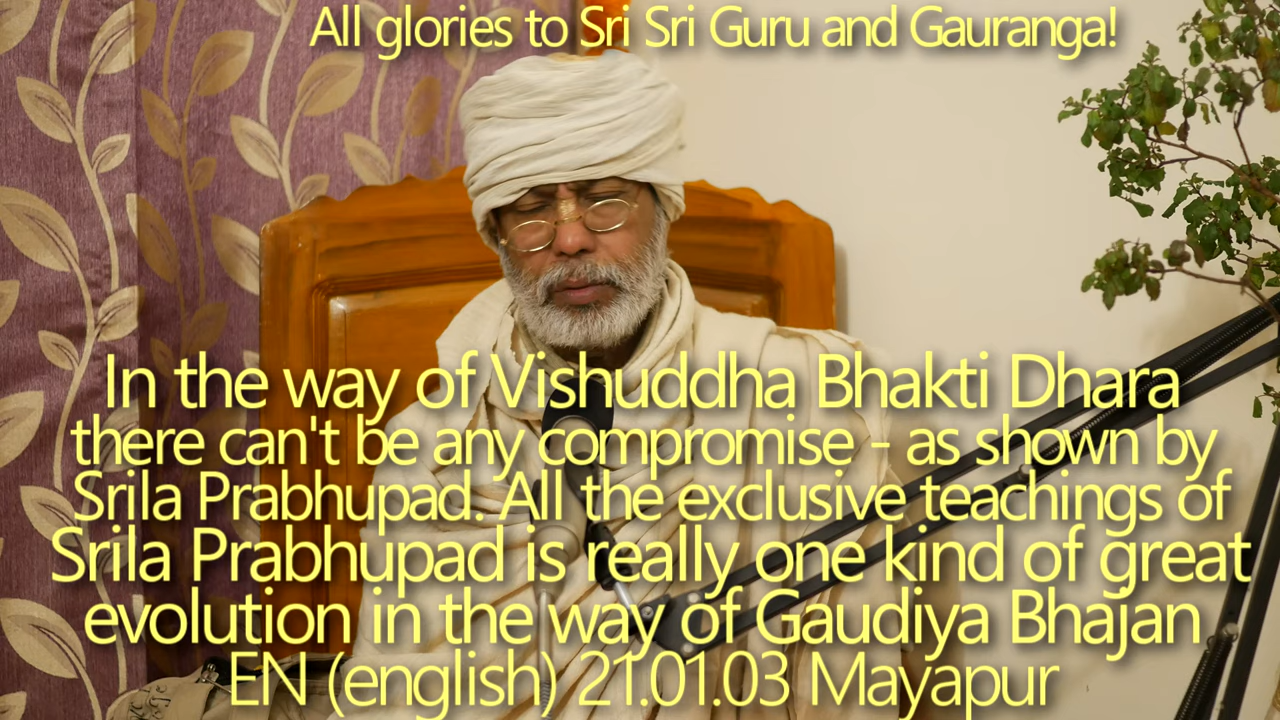 All glories to Sri Sri Guru and Gauranga!
In the way of Vishuddha Bhakti Dhara
there can't be any compromise - as shown by
Srila Prabhupad. All the exclusive teachings of
Srila Prabhupad is really one kind of great
evolution in the way of Gaudiya Bhajan
EN (english) 21.01.03 Mayapur